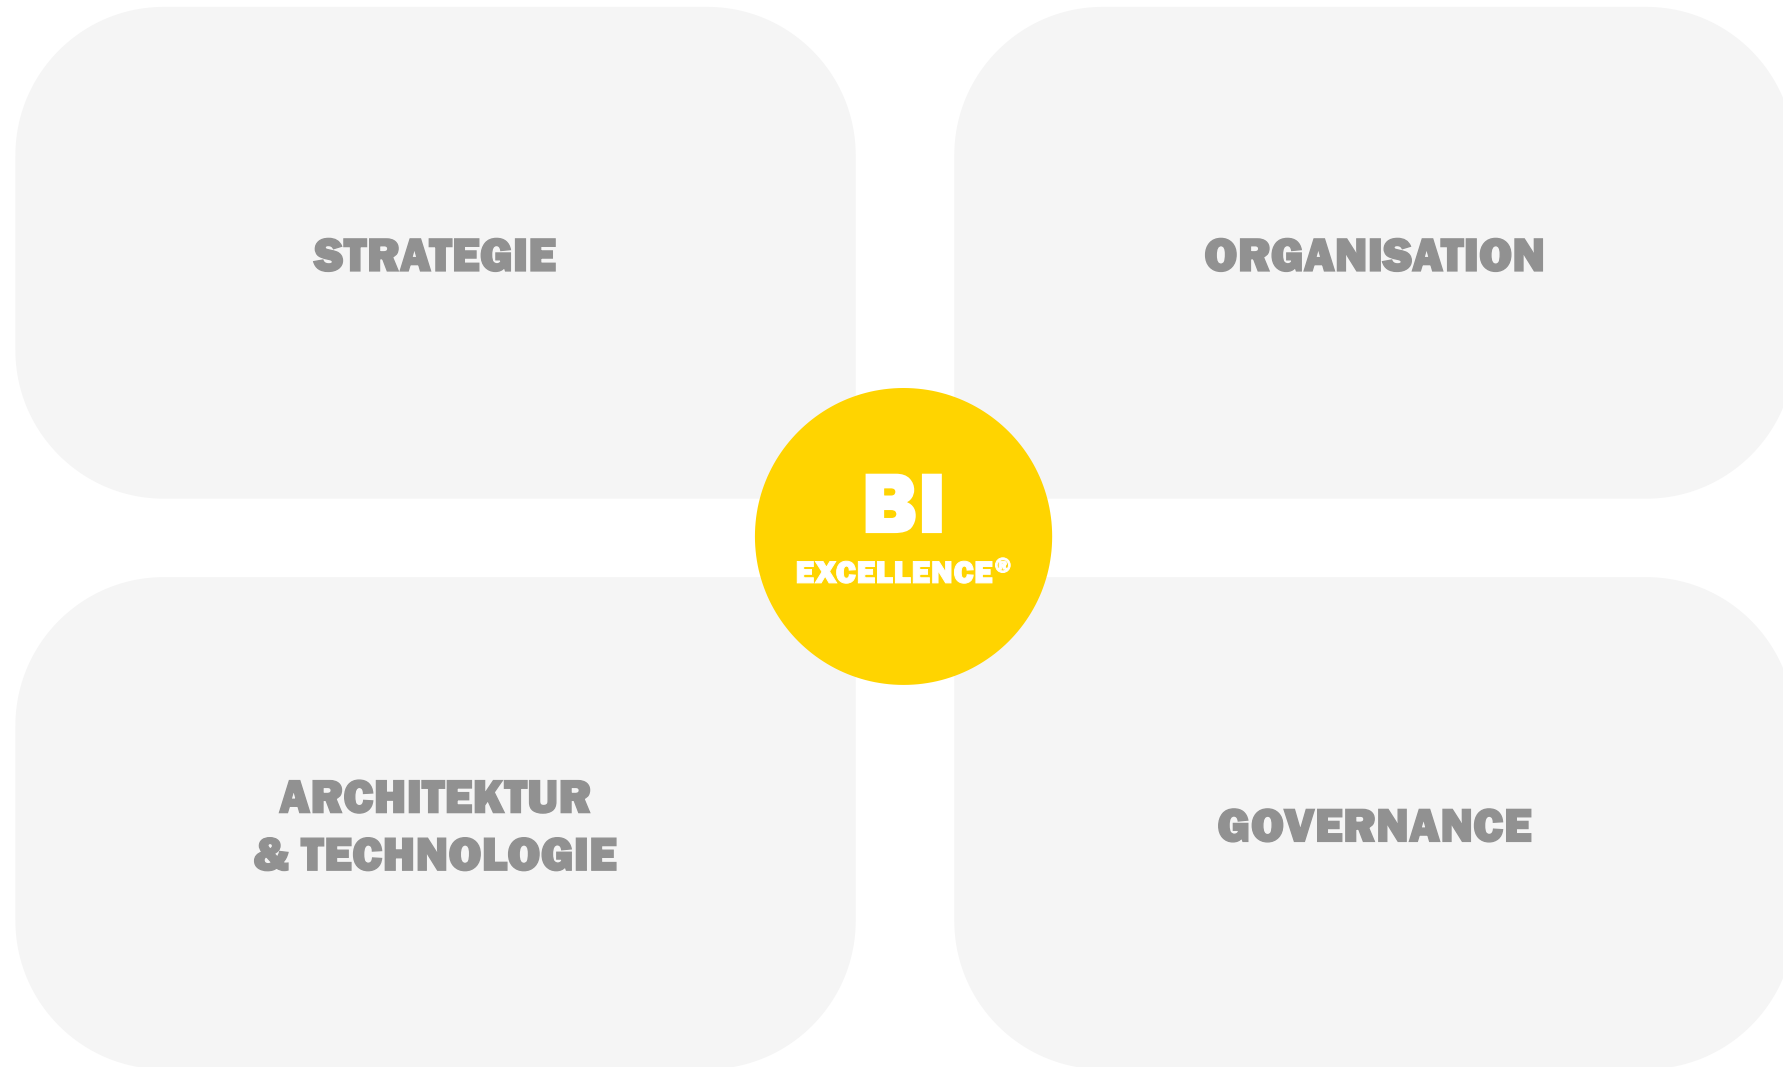 STRATEGIE
ORGANISATION
BI
EXCELLENCE®
ARCHITEKTUR
& TECHNOLOGIE
GOVERNANCE